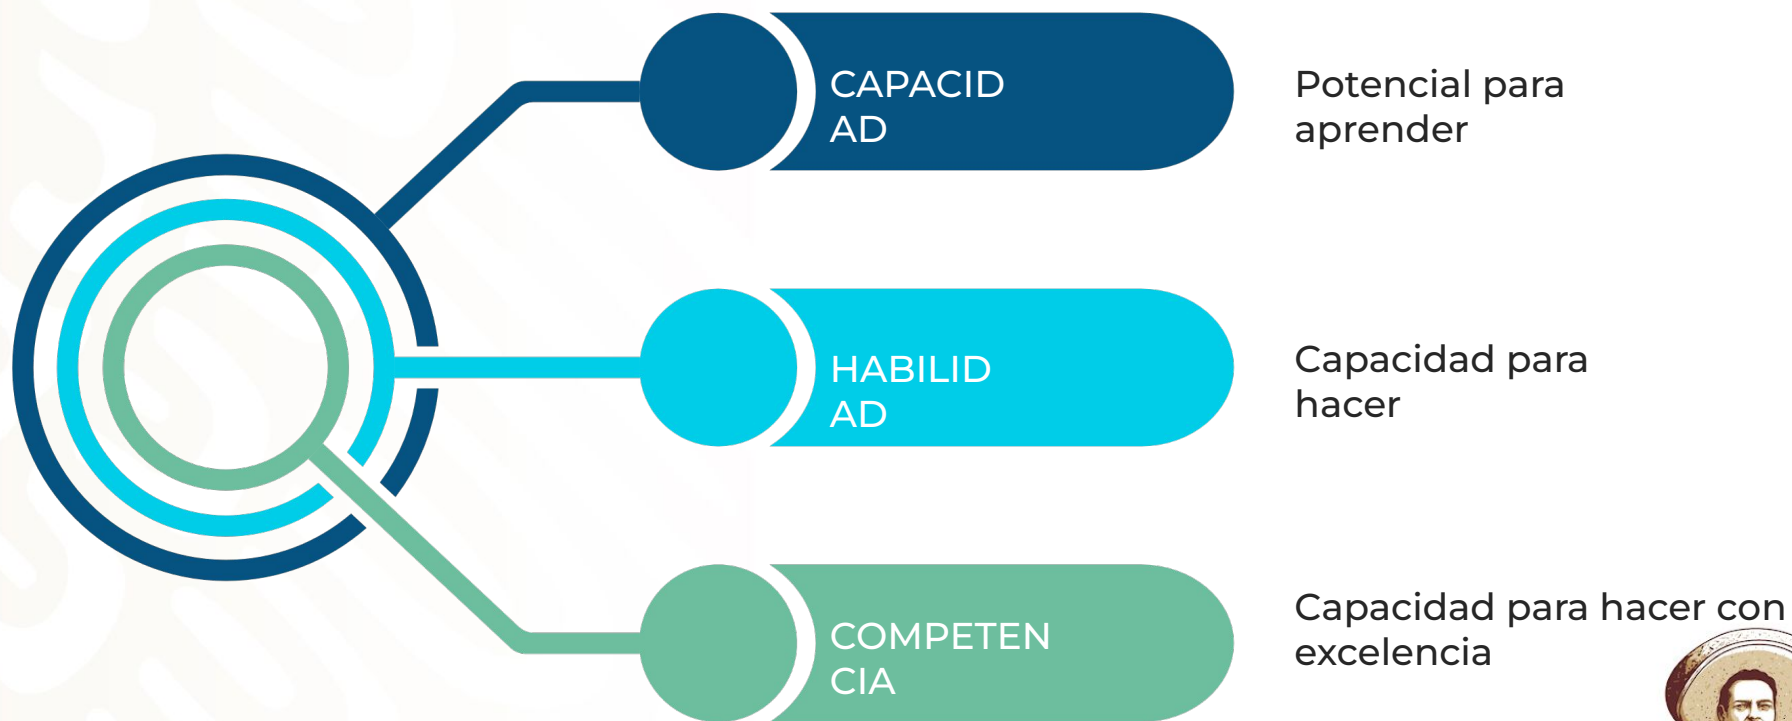 CAPACID
AD
Potencial para
aprender
HABILID
AD
Capacidad para
hacer
COMPETEN
CIA
Capacidad para hacer con
excelencia